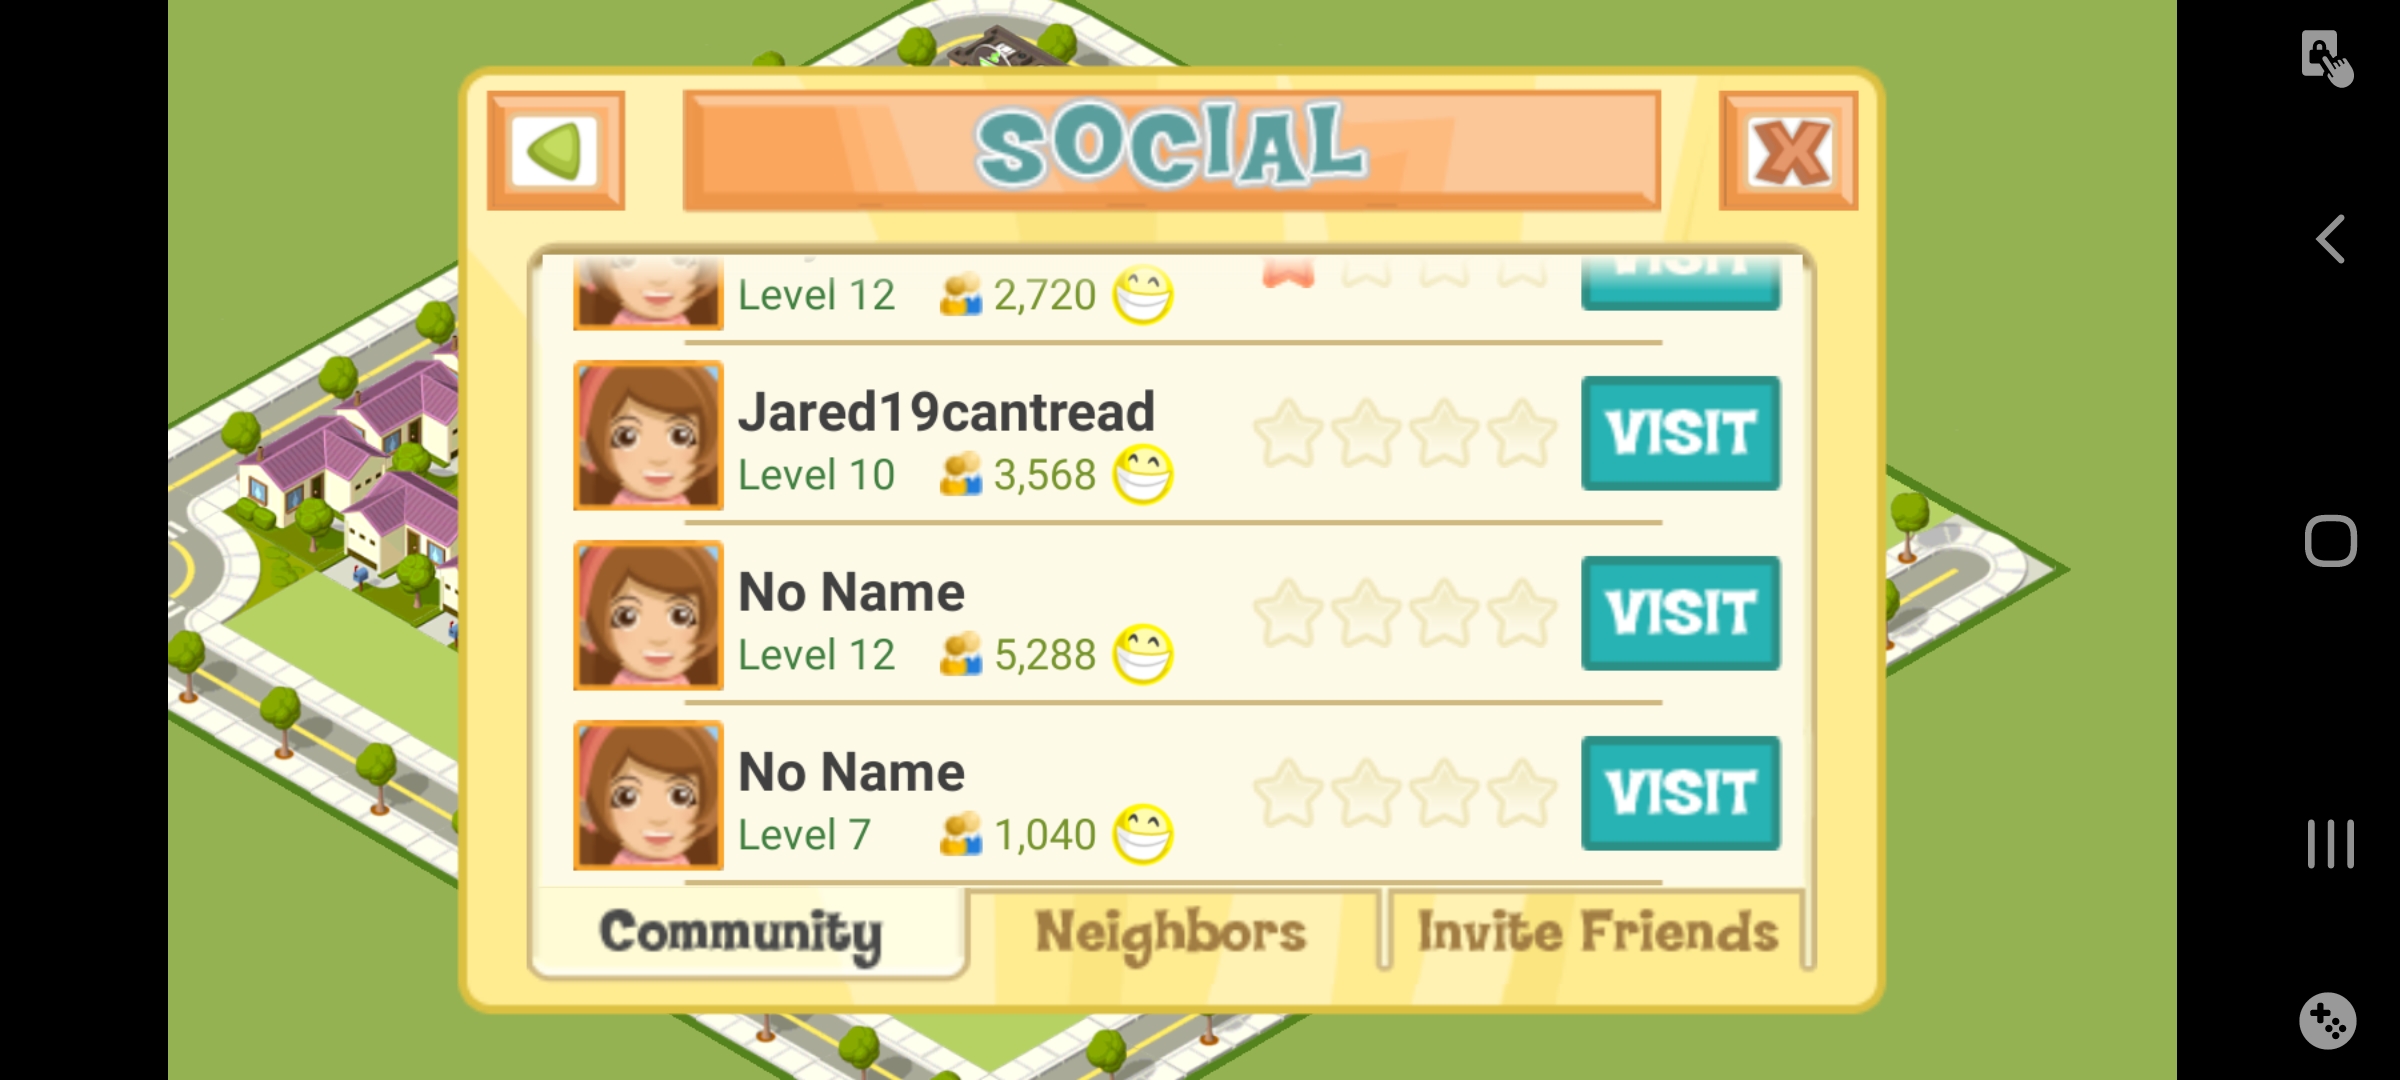 SOCIAL
Level 12 2,720
VISIT
Jared19cantread
Level 10 3,568
VISIT
No Name
Level 12 5,288
VISIT
No Name
Level 7 1,040
VISIT
Community Neighbors Invite Friends